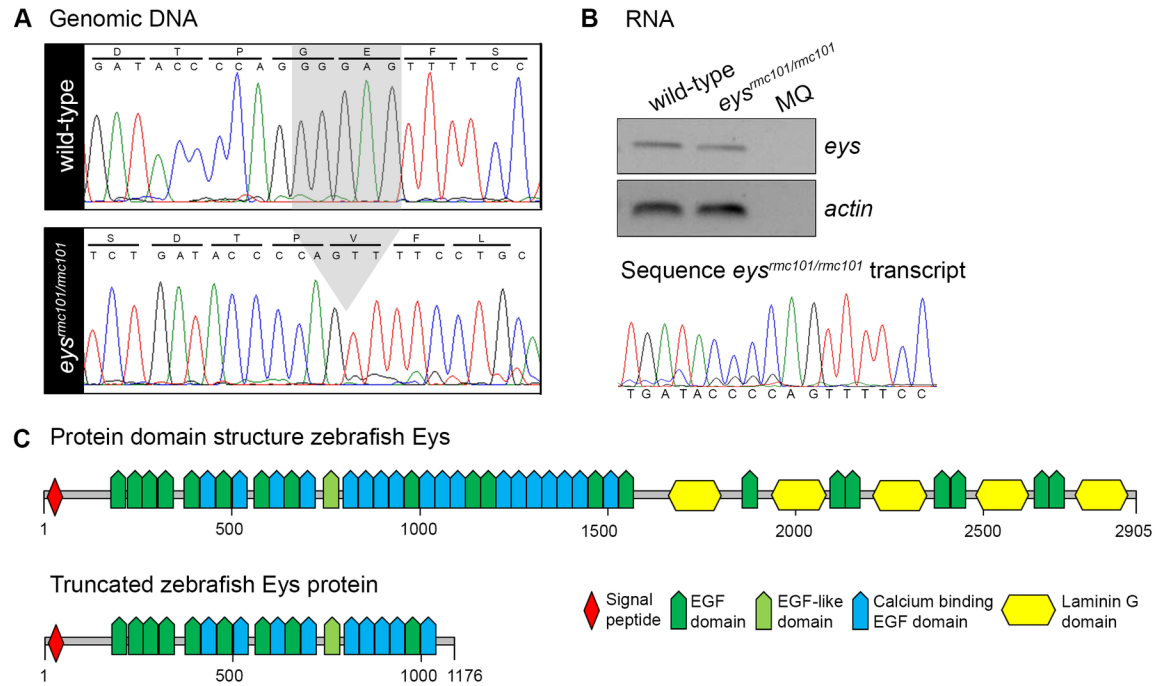 A Genomic DNA
wild-type
D T P G E F S
G A T A C C C C A G G G G A G T T T T C C
eys^rmc101/rmc101
S D T P V F L
T C T G A T A C C C C A G T T T T C C T G C
B RNA
wild-type eys^rmc101/rmc101 MQ
eys
actin
Sequence eys^rmc101/rmc101 transcript
T G A T A C C C C A G T T T T C C
C Protein domain structure zebrafish Eys
1 500 1000 1500 2000 2500 2905
Truncated zebrafish Eys protein
1 500 1000 1176
Signal peptide
EGF domain
EGF-like domain
Calcium binding EGF domain
Laminin G domain